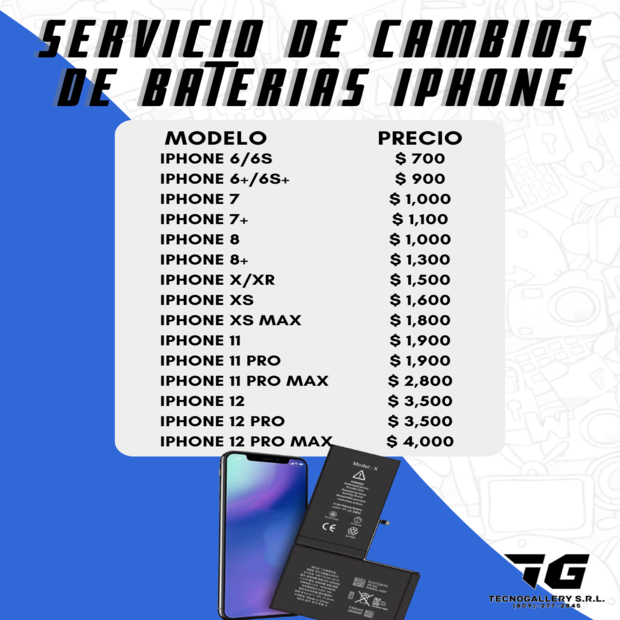 SERVICIO DE CAMBIOS
DE BATERIAS IPHONE
MODELO PRECIO
IPHONE 6/6S $ 700
IPHONE 6+/6S+ $ 900
IPHONE 7 $ 1,000
IPHONE 7+ $ 1,100
IPHONE 8 $ 1,000
IPHONE 8+ $ 1,300
IPHONE X/XR $ 1,500
IPHONE XS $ 1,600
IPHONE XS MAX $ 1,800
IPHONE 11 $ 1,900
IPHONE 11 PRO $ 1,900
IPHONE 11 PRO MAX $ 2,800
IPHONE 12 $ 3,500
IPHONE 12 PRO $ 3,500
IPHONE 12 PRO MAX $ 4,000
Model : X
CE
TG
TECNOGALLERY S.R.L.
(809) 277 2845